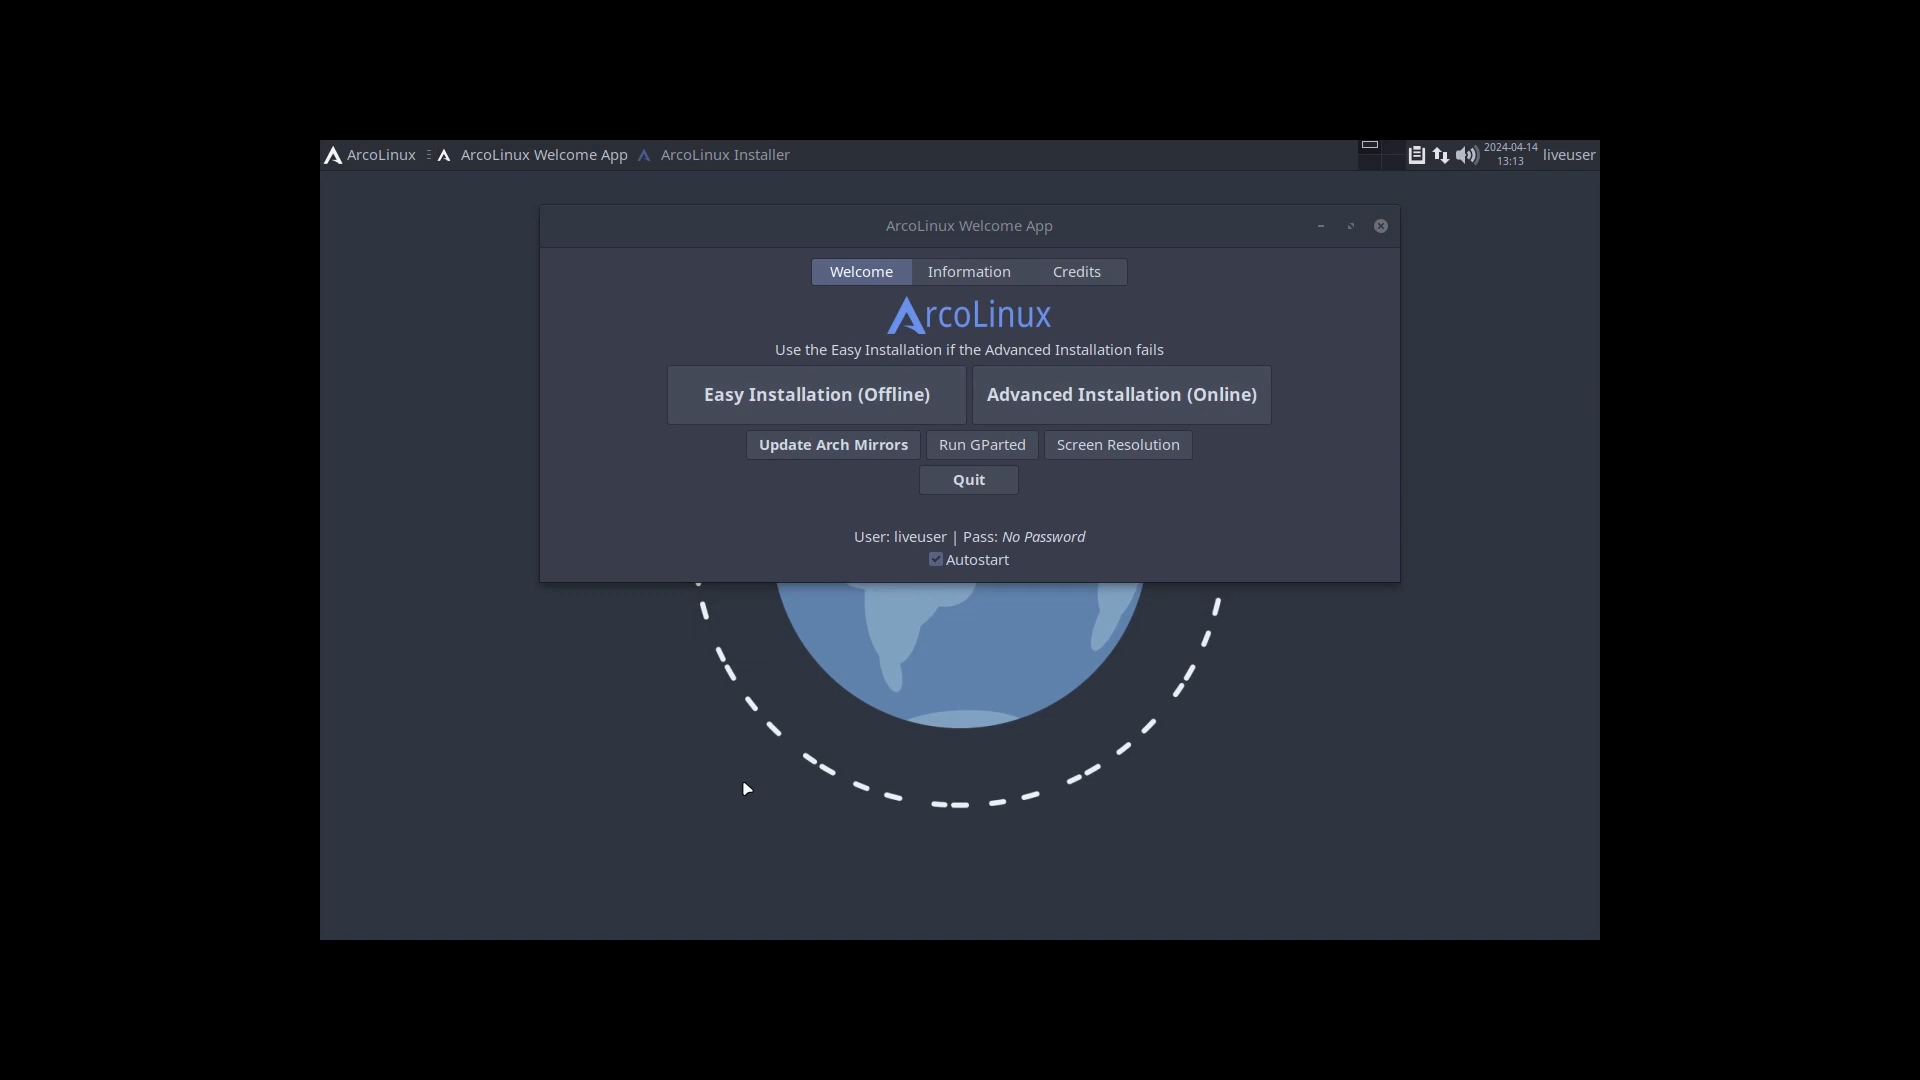 ArcoLinux ArcoLinux Welcome App ArcoLinux Installer 2024-04-14 13:13 liveuser
ArcoLinux Welcome App
Welcome Information Credits
ArcoLinux
Use the Easy Installation if the Advanced Installation fails
Easy Installation (Offline) Advanced Installation (Online)
Update Arch Mirrors Run GParted Screen Resolution
Quit
User: liveuser | Pass: No Password
Autostart